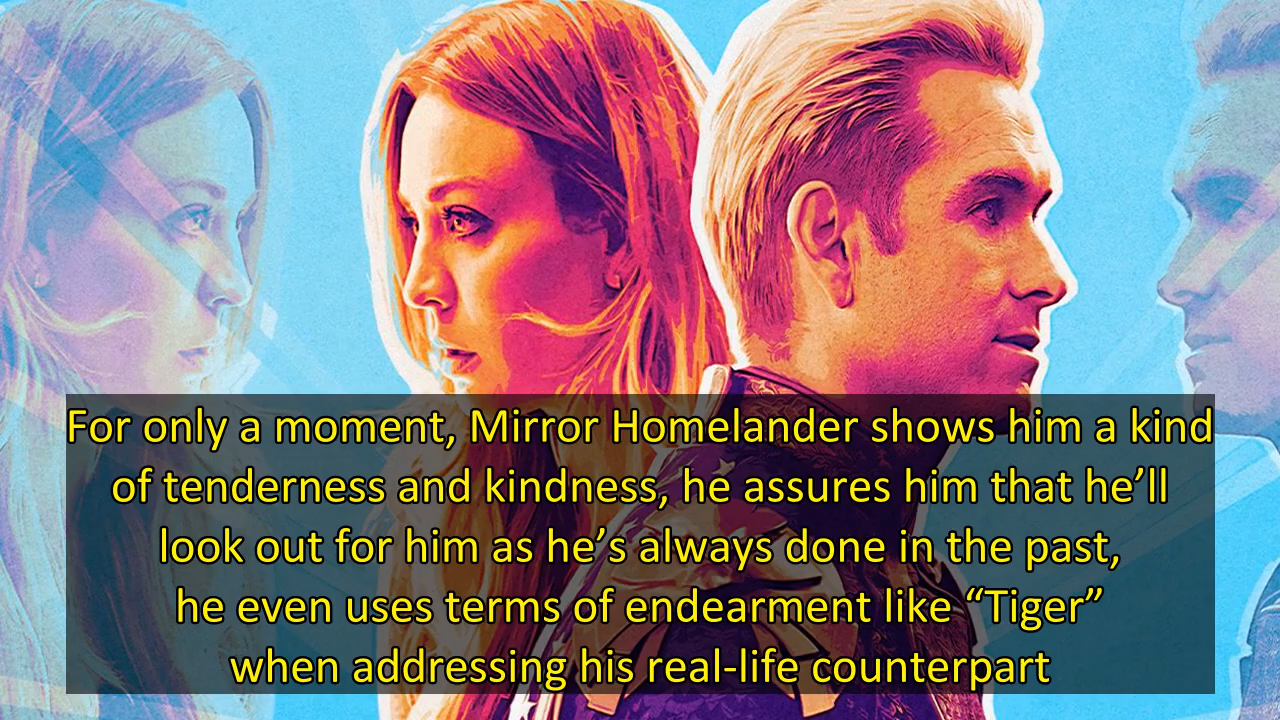 For only a moment, Mirror Homelander shows him a kind
of tenderness and kindness, he assures him that he’ll
look out for him as he’s always done in the past,
he even uses terms of endearment like “Tiger”
when addressing his real-life counterpart